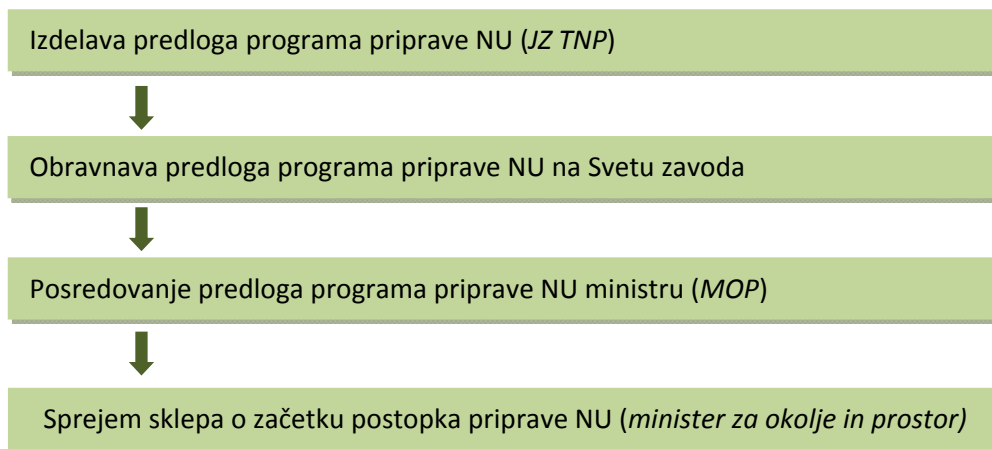 Izdelava predloga programa priprave NU (JZ TNP)
Obravnava predloga programa priprave NU na Svetu zavoda
Posredovanje predloga programa priprave NU ministru (MOP)
Sprejem sklepa o začetku postopka priprave NU (minister za okolje in prostor)